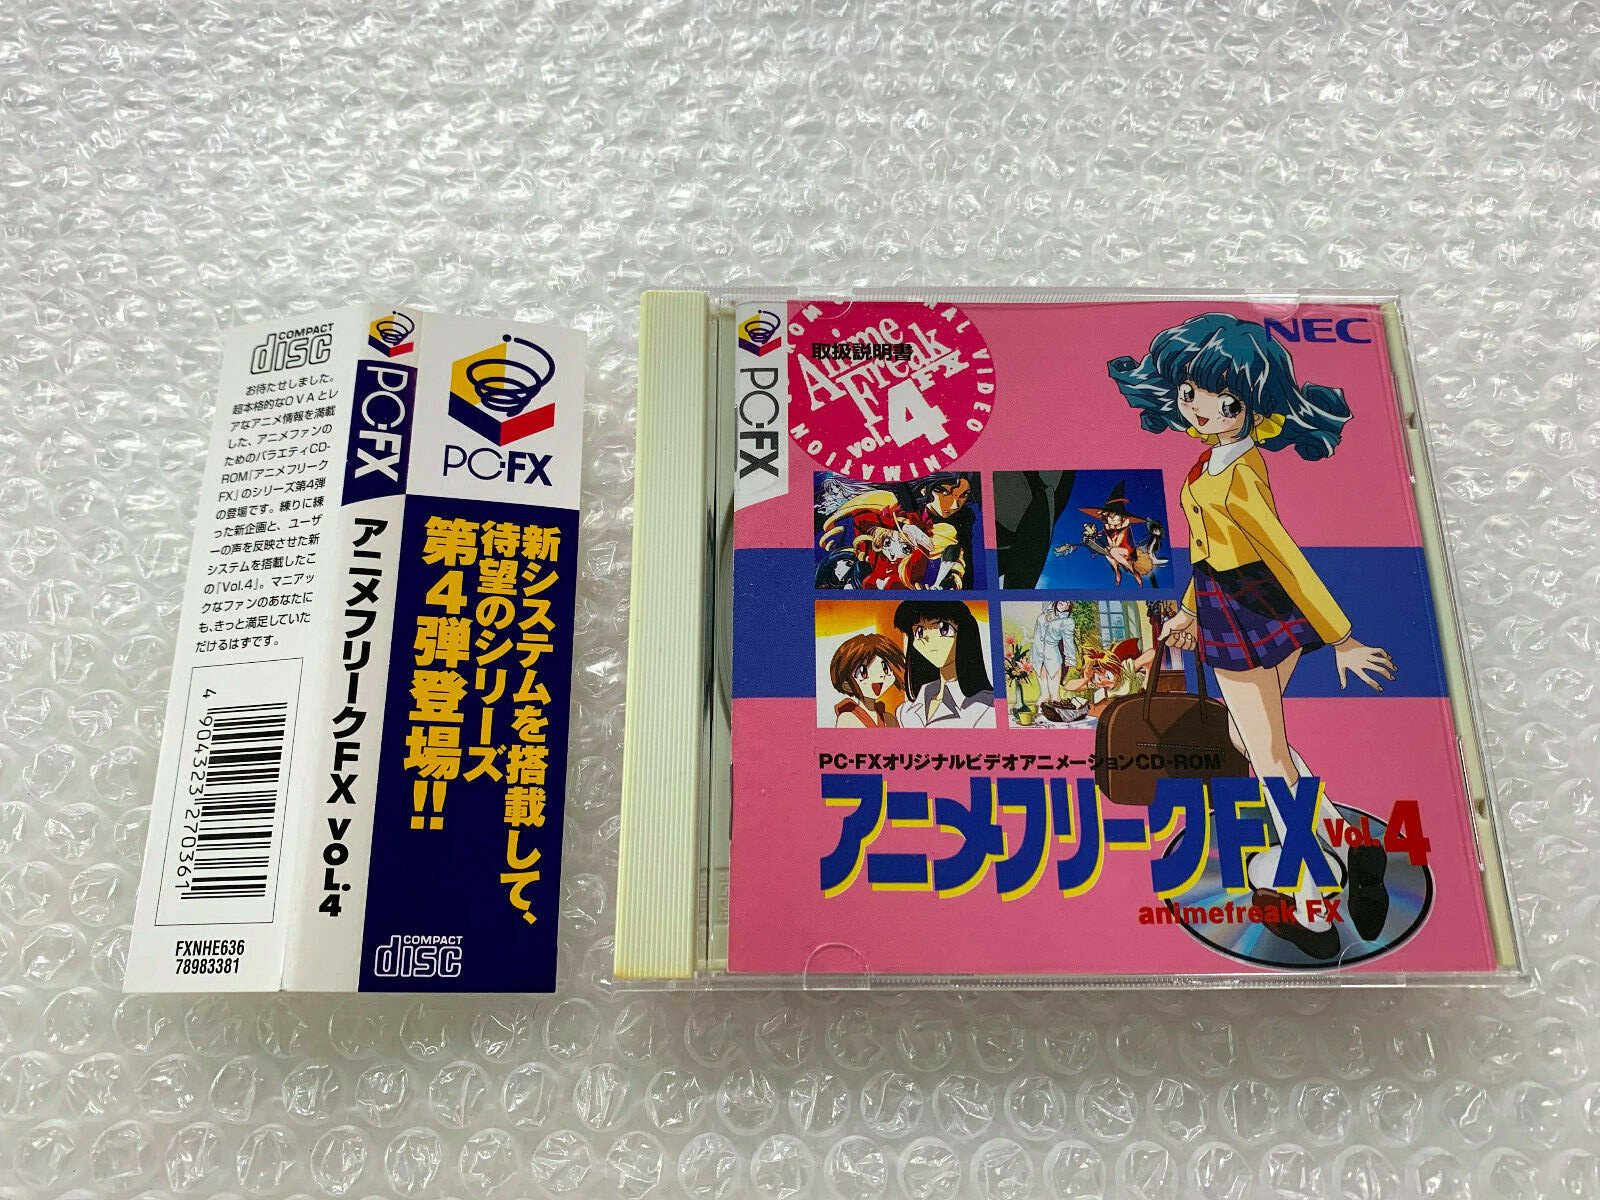 COMPACT
disc
お待たせしました。
超本格的なOVAとレ
アなアニメ情報を満載
した、アニメファンの
ためのバラエティCD-
ROM『アニメフリーク
FX』のシリーズ第4弾
の登場です。練りに練
った新企画と、ユーザ
ーの声を反映させた新
システムを搭載したこ
の『Vol.4』。マニアッ
クなファンのあなたに
も、きっと満足していた
だけるはずです。
4 904323 270361
FXNHE636
78983381
PC-FX
アニメフリークFX VOL.4
PC-FX
新システムを搭載して、
待望のシリーズ
第4弾登場!!
COMPACT
disc
PC-FX
取扱説明書
Anime
Freak
FX
vol.4
VIDEO
ANIMATION
NEC
PC-FXオリジナルビデオアニメーションCD-ROM
アニメフリークFX Vol.4
animefreak FX